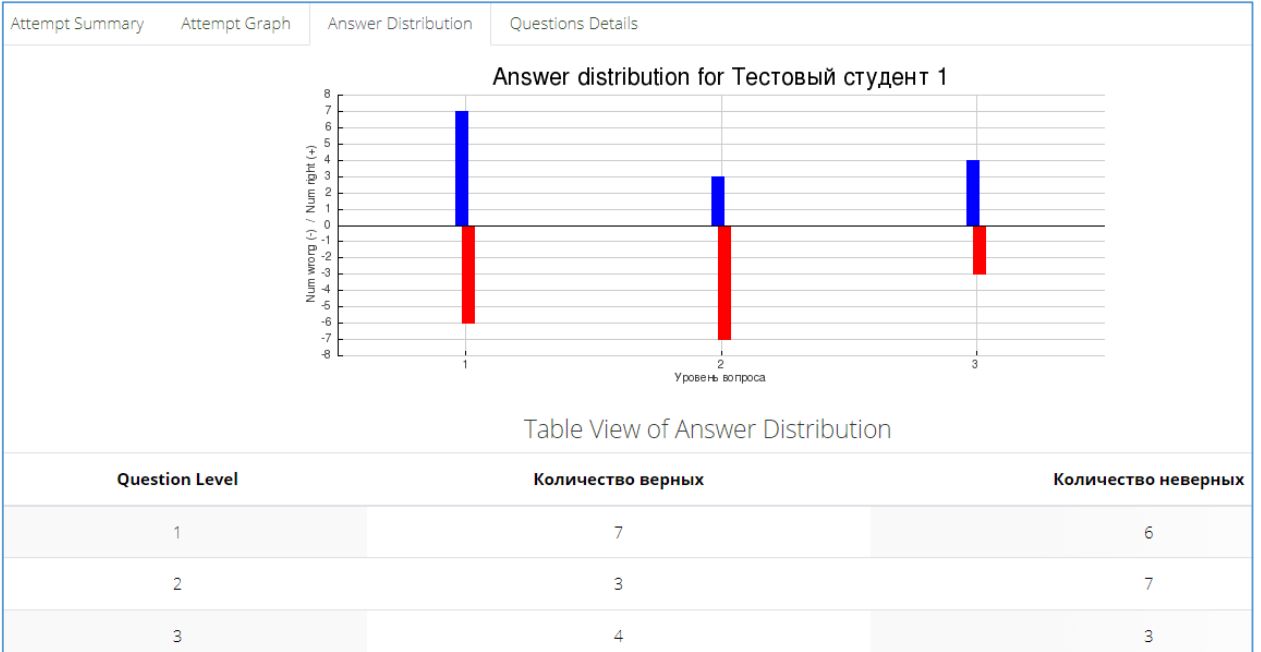 Attempt Summary Attempt Graph Answer Distribution Questions Details
Answer distribution for Тестовый студент 1
Num wrong (-) / Num right (+)
8
7
6
5
4
3
2
1
0
-1
-2
-3
-4
-5
-6
-7
-8
1 2 3
Уровень вопроса
Table View of Answer Distribution
Question Level Количество верных Количество неверных
1 7 6
2 3 7
3 4 3